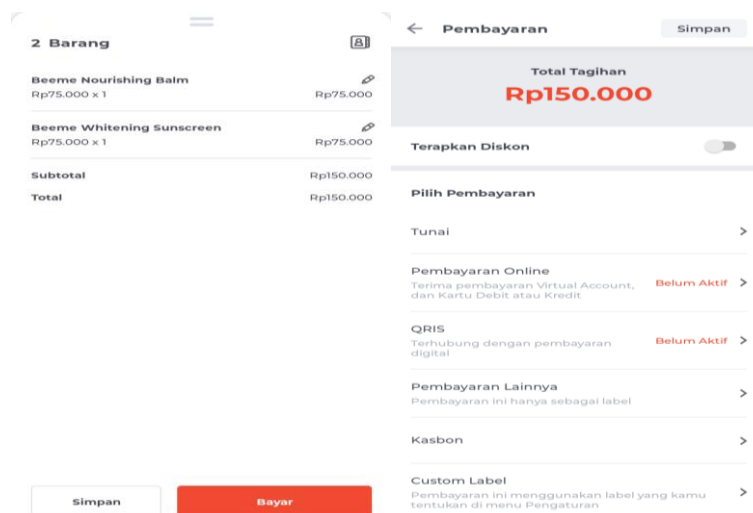 2 Barang
Beeme Nourishing Balm
Rp75.000 x 1 Rp75.000
Beeme Whitening Sunscreen
Rp75.000 x 1 Rp75.000
Subtotal Rp150.000
Total Rp150.000
Simpan Bayar
Pembayaran Simpan
Total Tagihan
Rp150.000
Terapkan Diskon
Pilih Pembayaran
Tunai
Pembayaran Online
Terima pembayaran Virtual Account, Belum Aktif
dan Kartu Debit atau Kredit
QRIS
Terhubung dengan pembayaran Belum Aktif
digital
Pembayaran Lainnya
Pembayaran ini hanya sebagai label
Kasbon
Custom Label
Pembayaran ini menggunakan label yang kamu
tentukan di menu Pengaturan